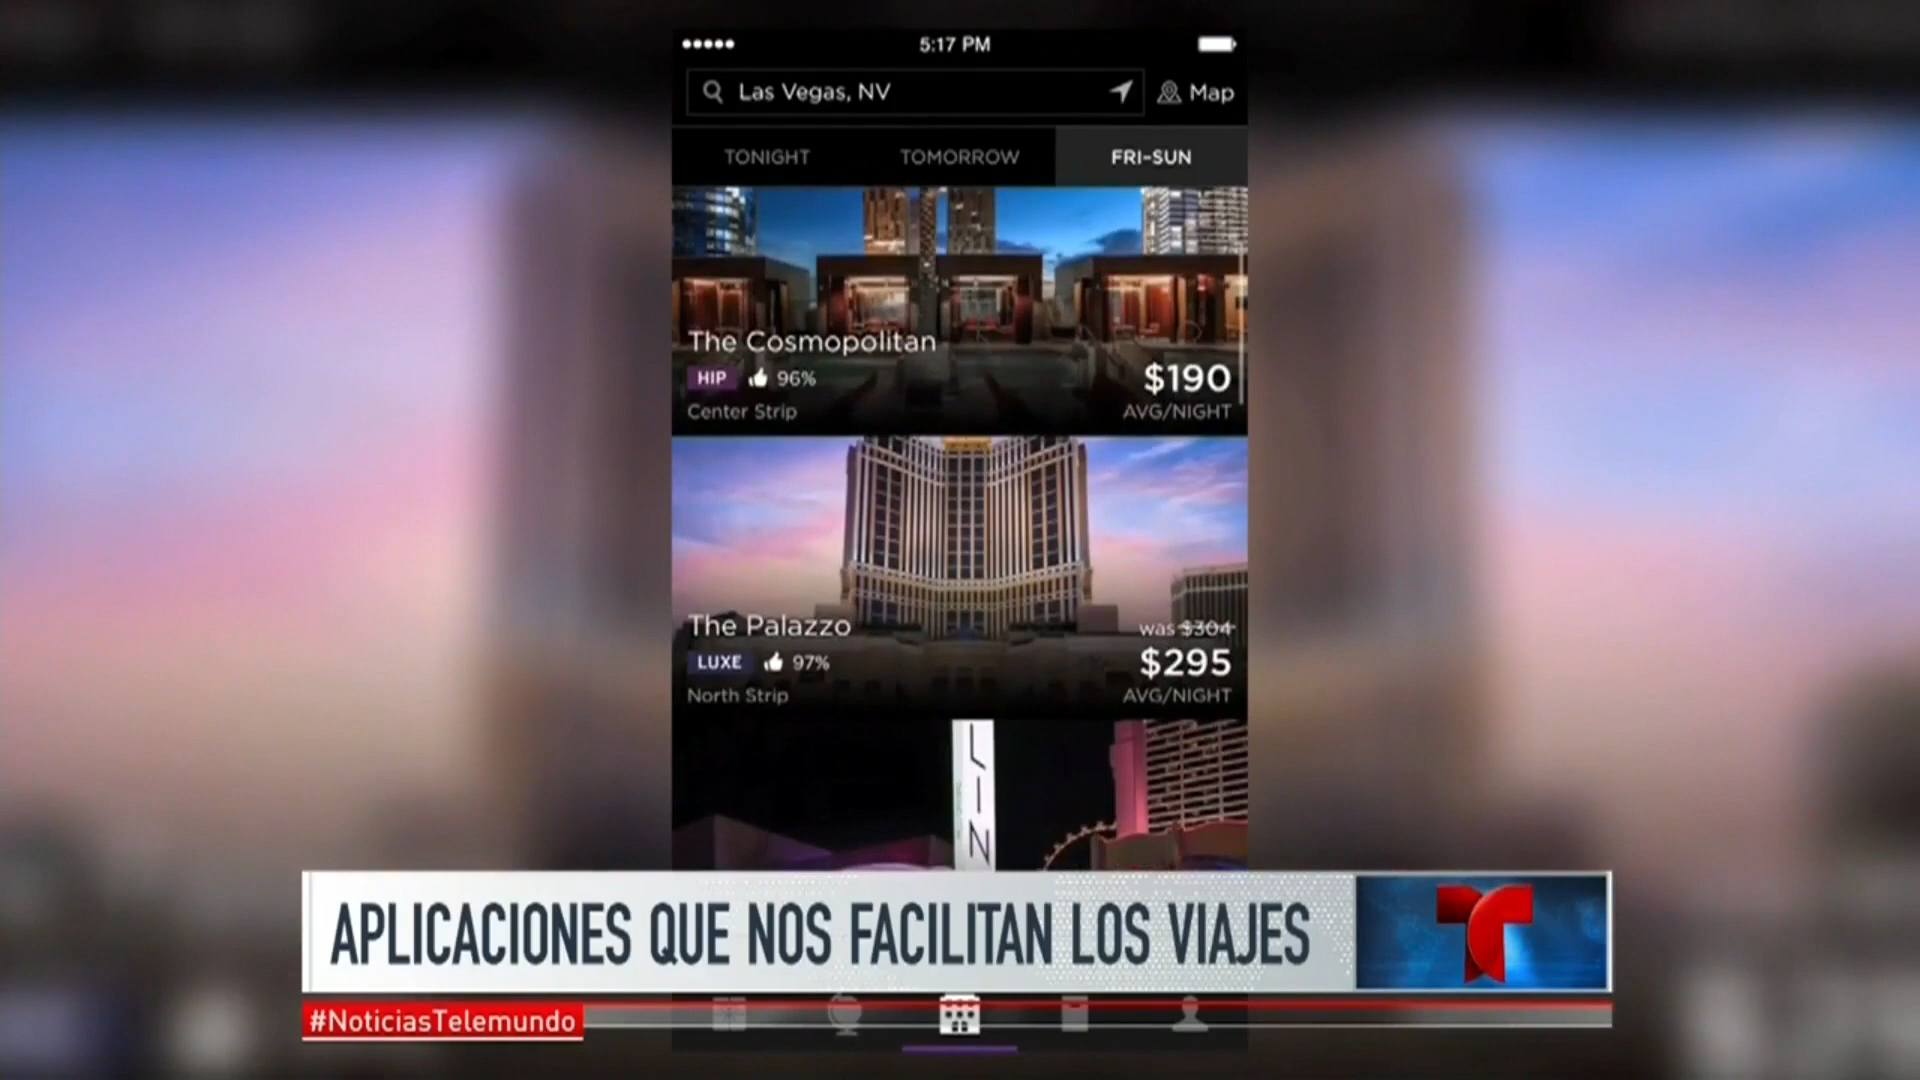 5:17 PM
Las Vegas, NV
Map
TONIGHT TOMORROW FRI-SUN
The Cosmopolitan
HIP 96% $190
Center Strip AVG/NIGHT
The Palazzo was $304
LUXE 97% $295
North Strip AVG/NIGHT
LIN
APLICACIONES QUE NOS FACILITAN LOS VIAJES
#NoticiasTelemundo